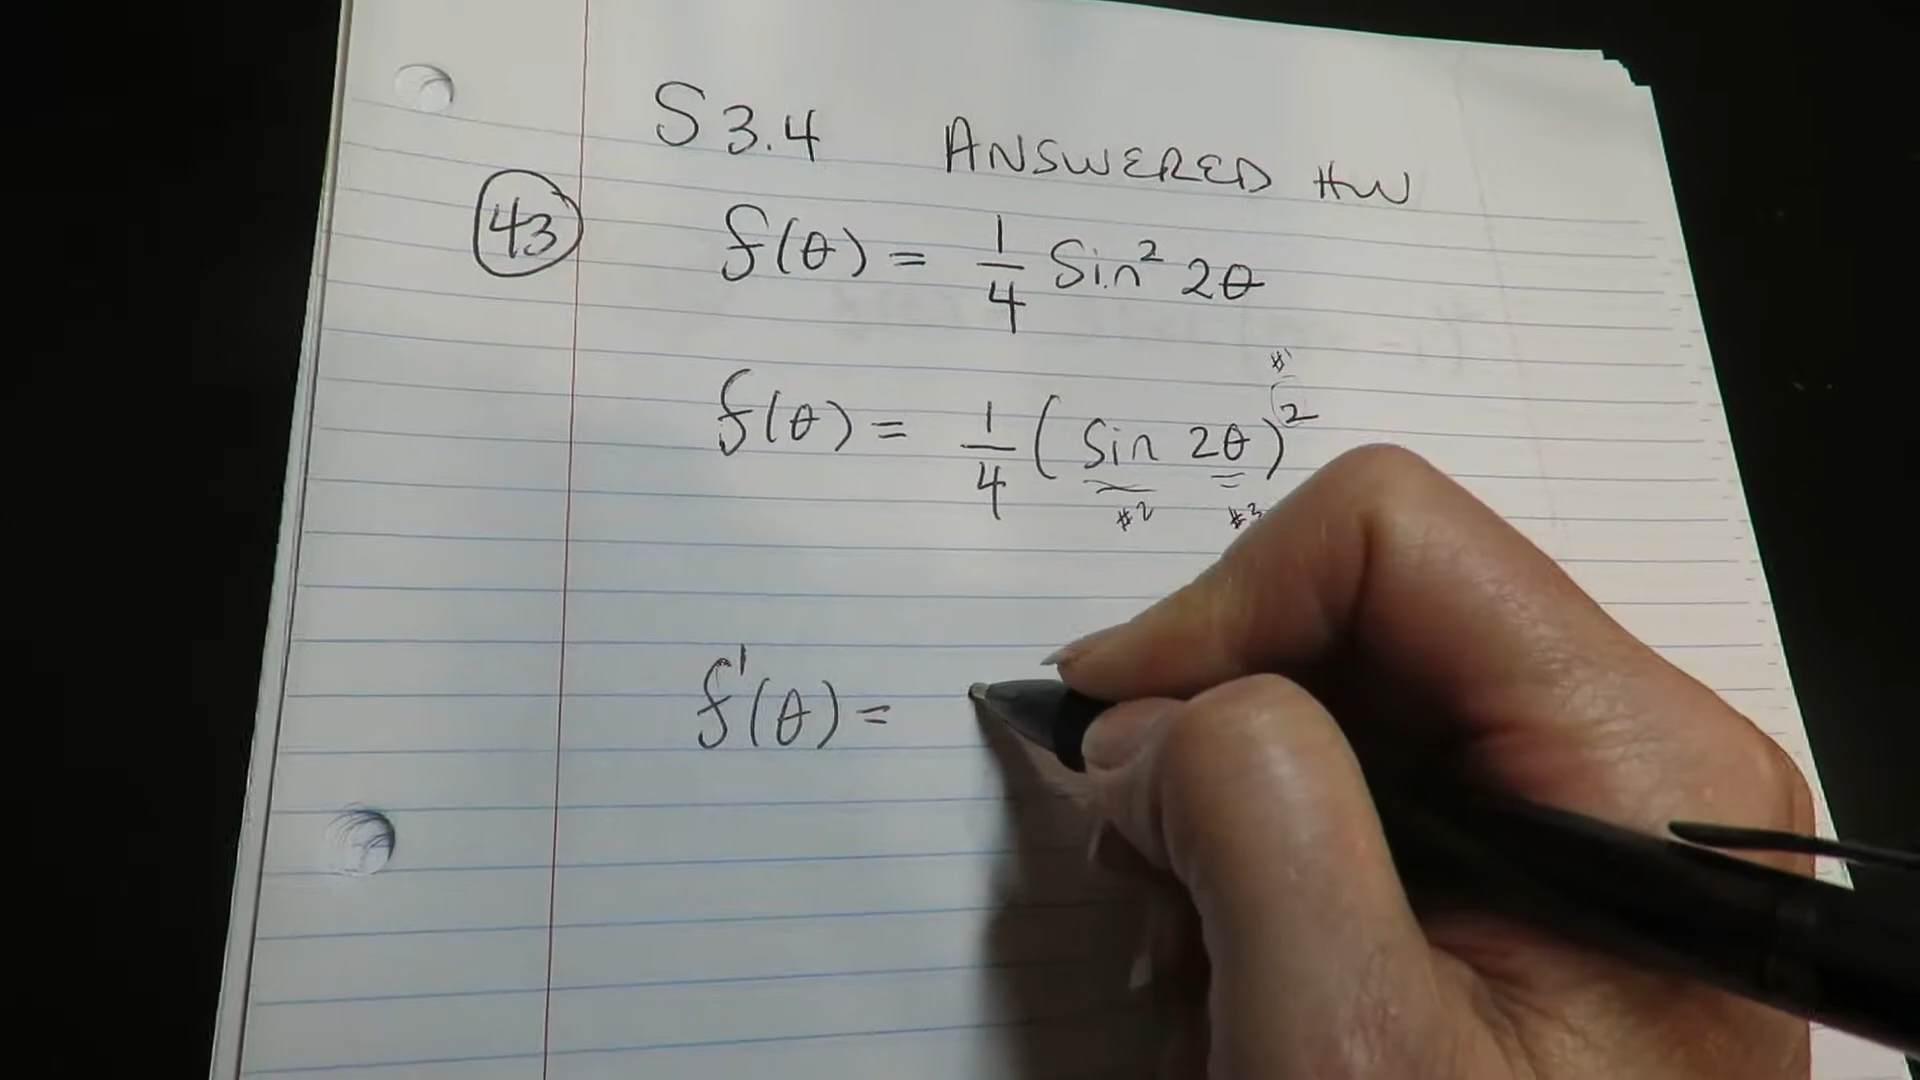 S 3.4 ANSWERED HW
43 f(θ) = 1/4 Sin² 2θ
#1
f(θ) = 1/4 (Sin 2θ)²
#2 #3
f'(θ) =